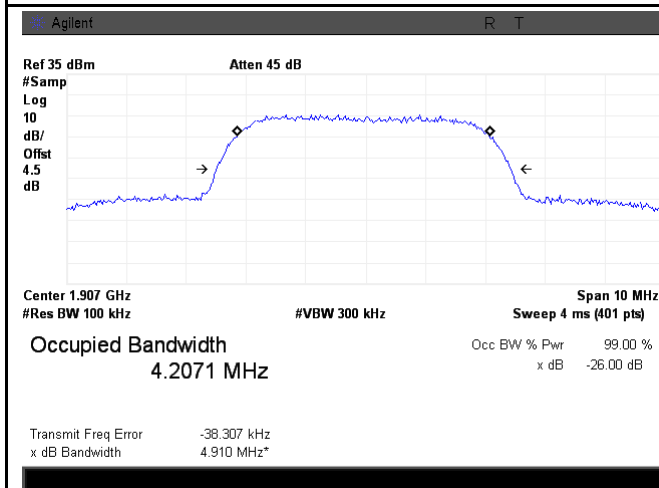 Agilent R T
Ref 35 dBm Atten 45 dB
#Samp
Log
10
dB/
Offst
4.5
dB
Center 1.907 GHz Span 10 MHz
#Res BW 100 kHz #VBW 300 kHz Sweep 4 ms (401 pts)
Occupied Bandwidth Occ BW % Pwr 99.00 %
4.2071 MHz x dB -26.00 dB
Transmit Freq Error -38.307 kHz
x dB Bandwidth 4.910 MHz*